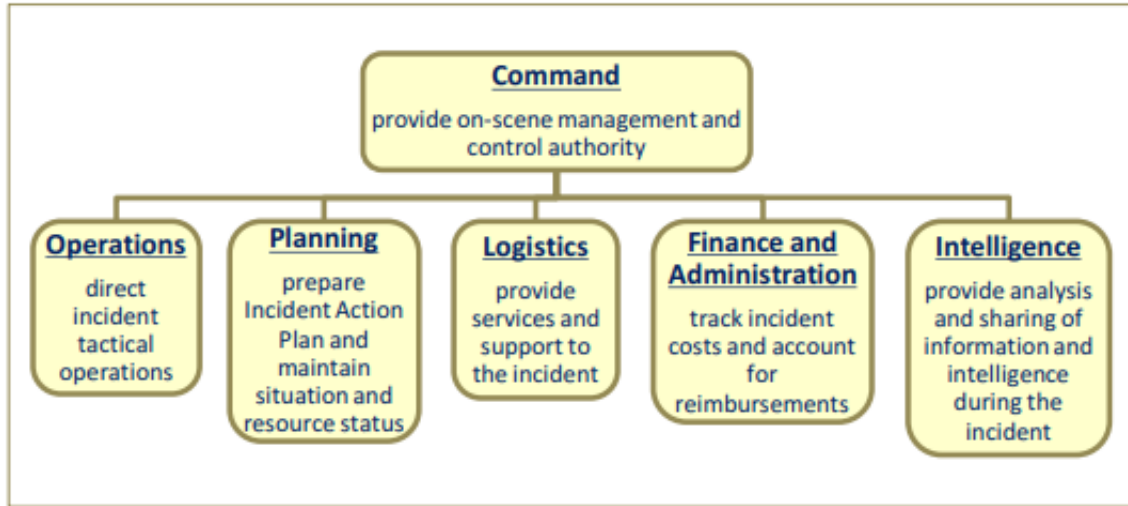 Command
provide on-scene management and
control authority
Operations
direct
incident
tactical
operations
Planning
prepare
Incident Action
Plan and
maintain
situation and
resource status
Logistics
provide
services and
support to
the incident
Finance and
Administration
track incident
costs and account
for
reimbursements
Intelligence
provide analysis
and sharing of
information and
intelligence
during the
incident